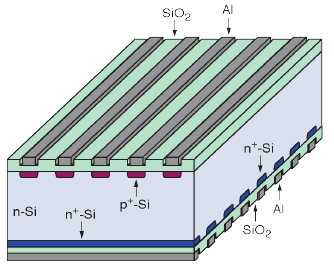 SiO₂
Al
n⁺-Si
n-Si
n⁺-Si
p⁺-Si
Al
SiO₂